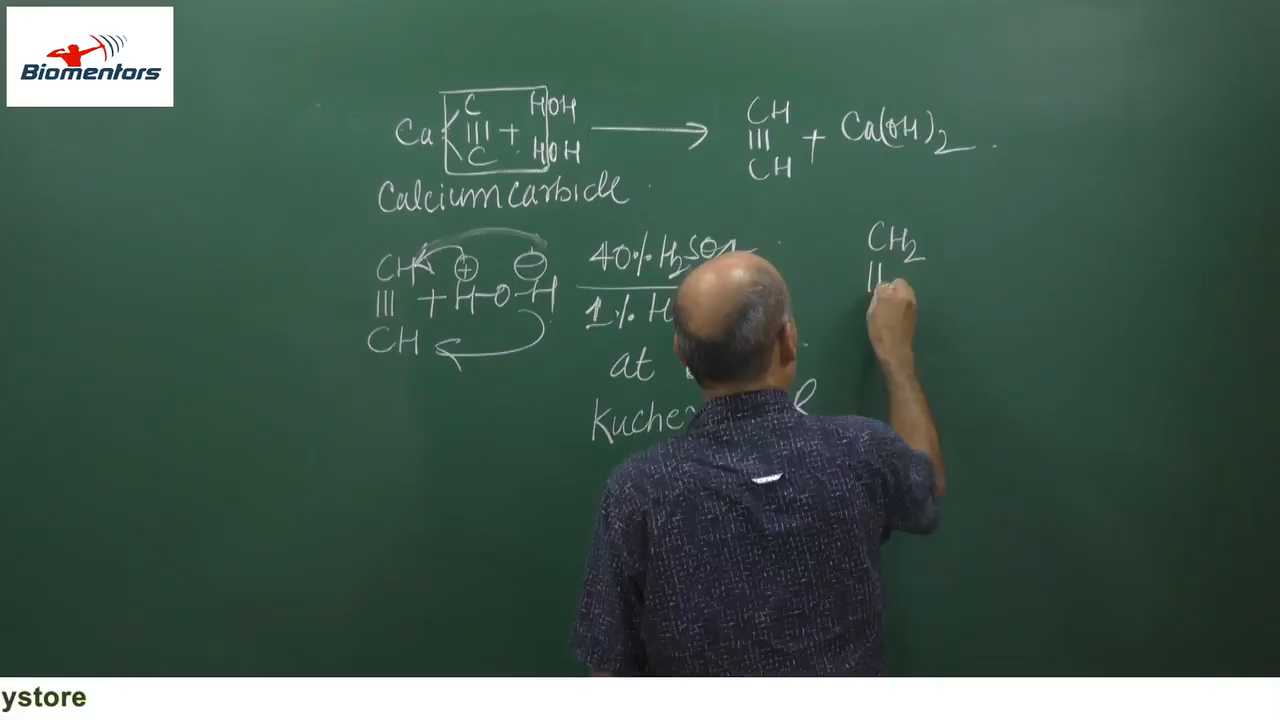 Biomentors
C HOH CH
Ca ||| + → ||| + Ca(OH)2 .
C HOH CH
Calcium carbide
CH ⊕ ⊖ 40% H2SO4 CH2
||| + H-O-H 1% H ||
CH at
Kuche
ystore